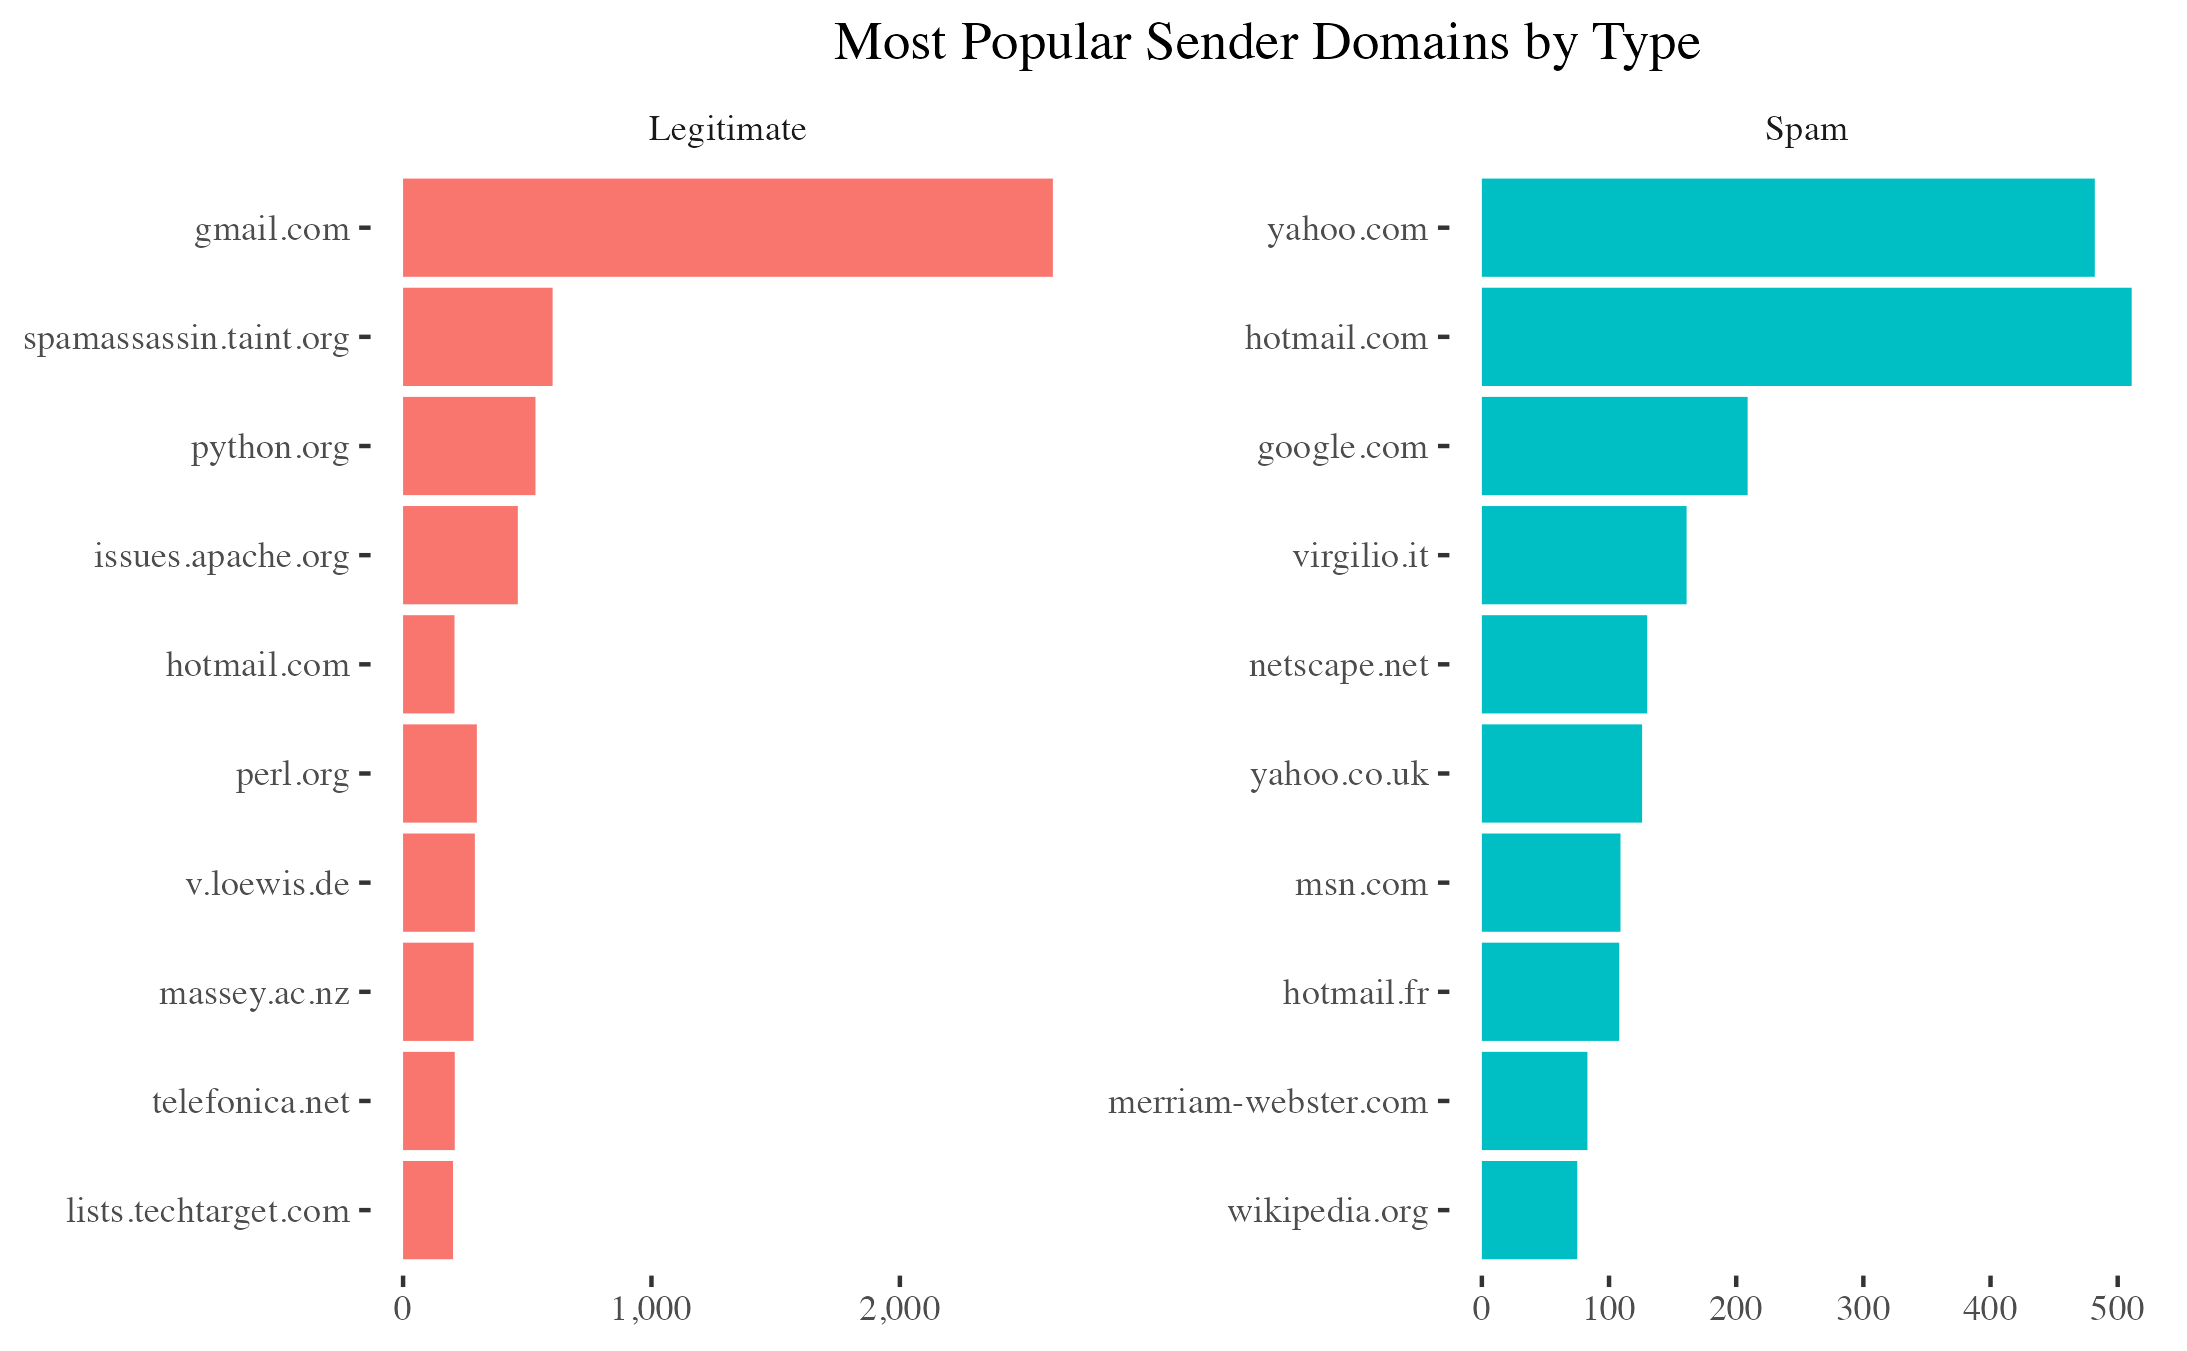 Most Popular Sender Domains by Type
Legitimate
gmail.com
spamassassin.taint.org
python.org
issues.apache.org
hotmail.com
perl.org
v.loewis.de
massey.ac.nz
telefonica.net
lists.techtarget.com
0 1,000 2,000
Spam
yahoo.com
hotmail.com
google.com
virgilio.it
netscape.net
yahoo.co.uk
msn.com
hotmail.fr
merriam-webster.com
wikipedia.org
0 100 200 300 400 500